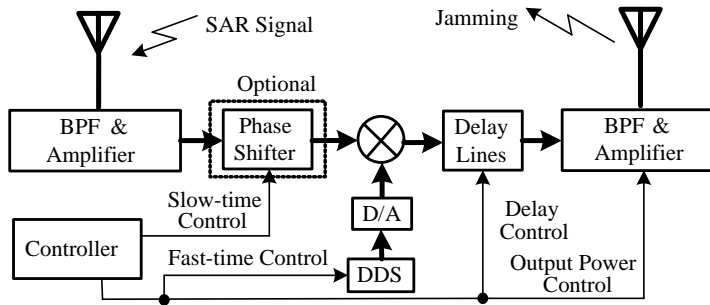 SAR Signal
Jamming
Optional
BPF &
Amplifier
Phase
Shifter
Delay
Lines
BPF &
Amplifier
Slow-time
Control
D/A
Delay
Control
Controller
Fast-time Control
DDS
Output Power
Control